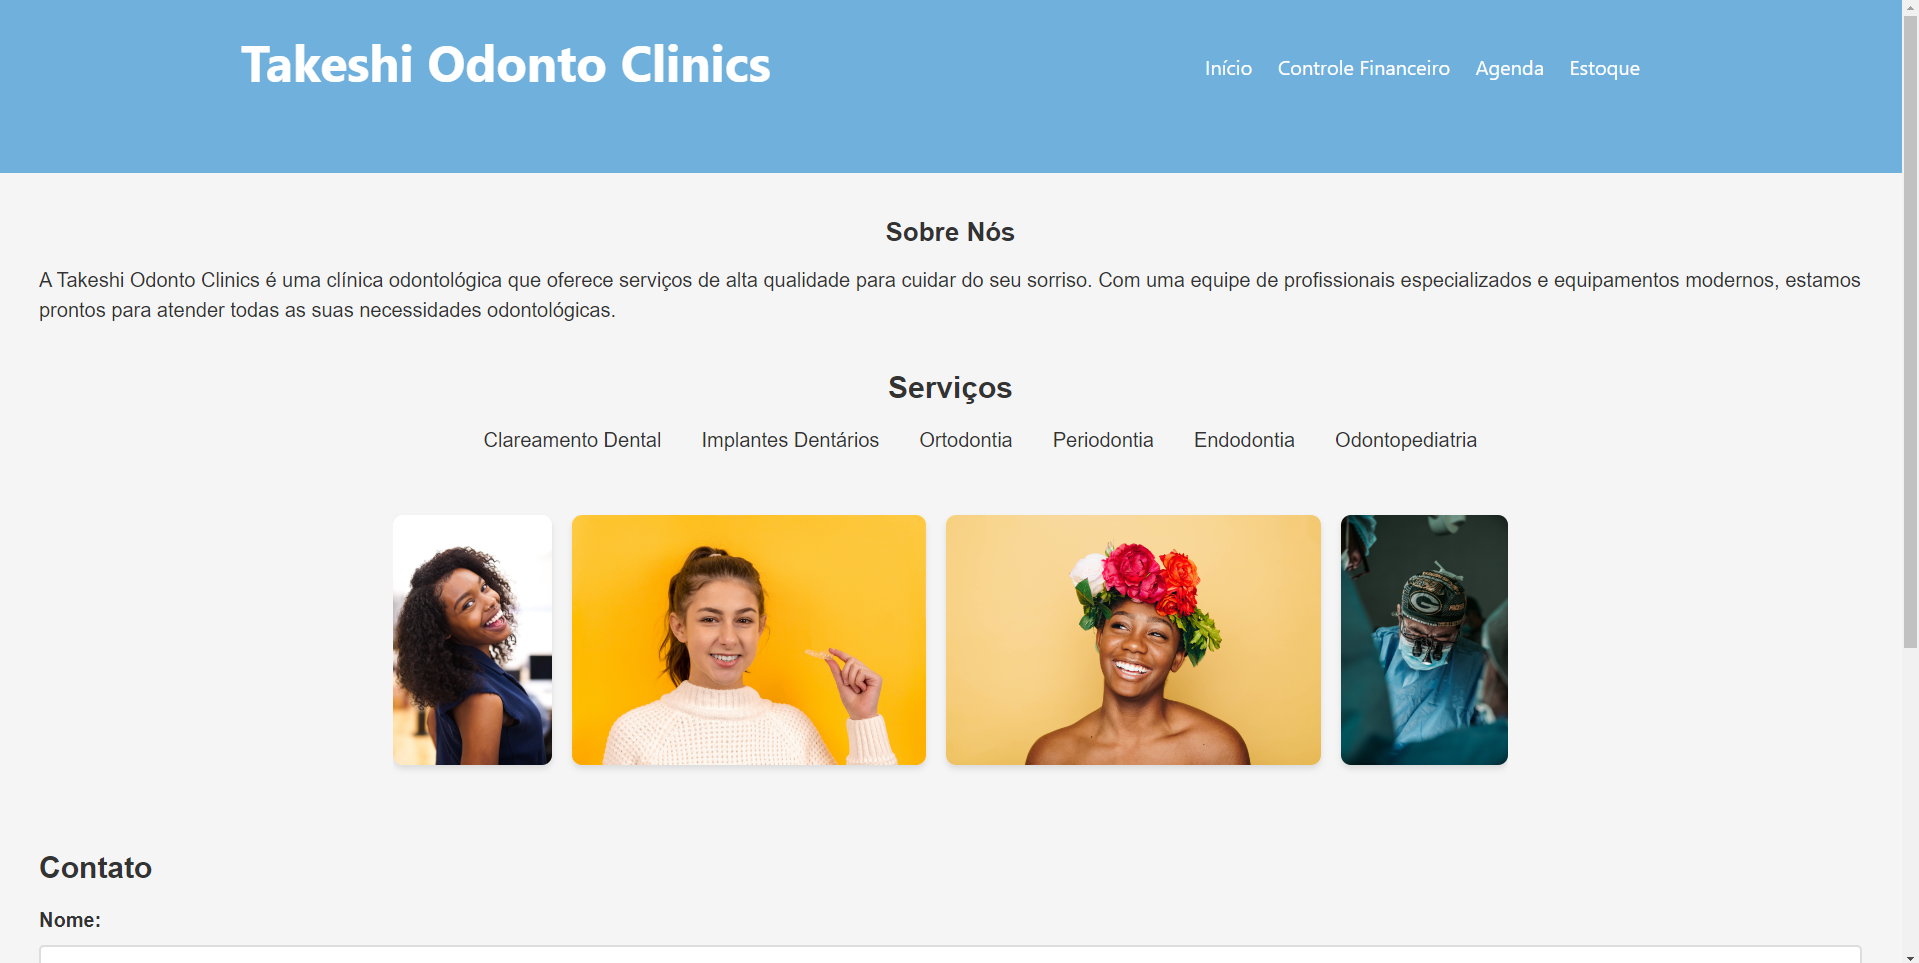 Takeshi Odonto Clinics
Início Controle Financeiro Agenda Estoque
Sobre Nós
A Takeshi Odonto Clinics é uma clínica odontológica que oferece serviços de alta qualidade para cuidar do seu sorriso. Com uma equipe de profissionais especializados e equipamentos modernos, estamos
prontos para atender todas as suas necessidades odontológicas.
Serviços
Clareamento Dental Implantes Dentários Ortodontia Periodontia Endodontia Odontopediatria
G
Contato
Nome: